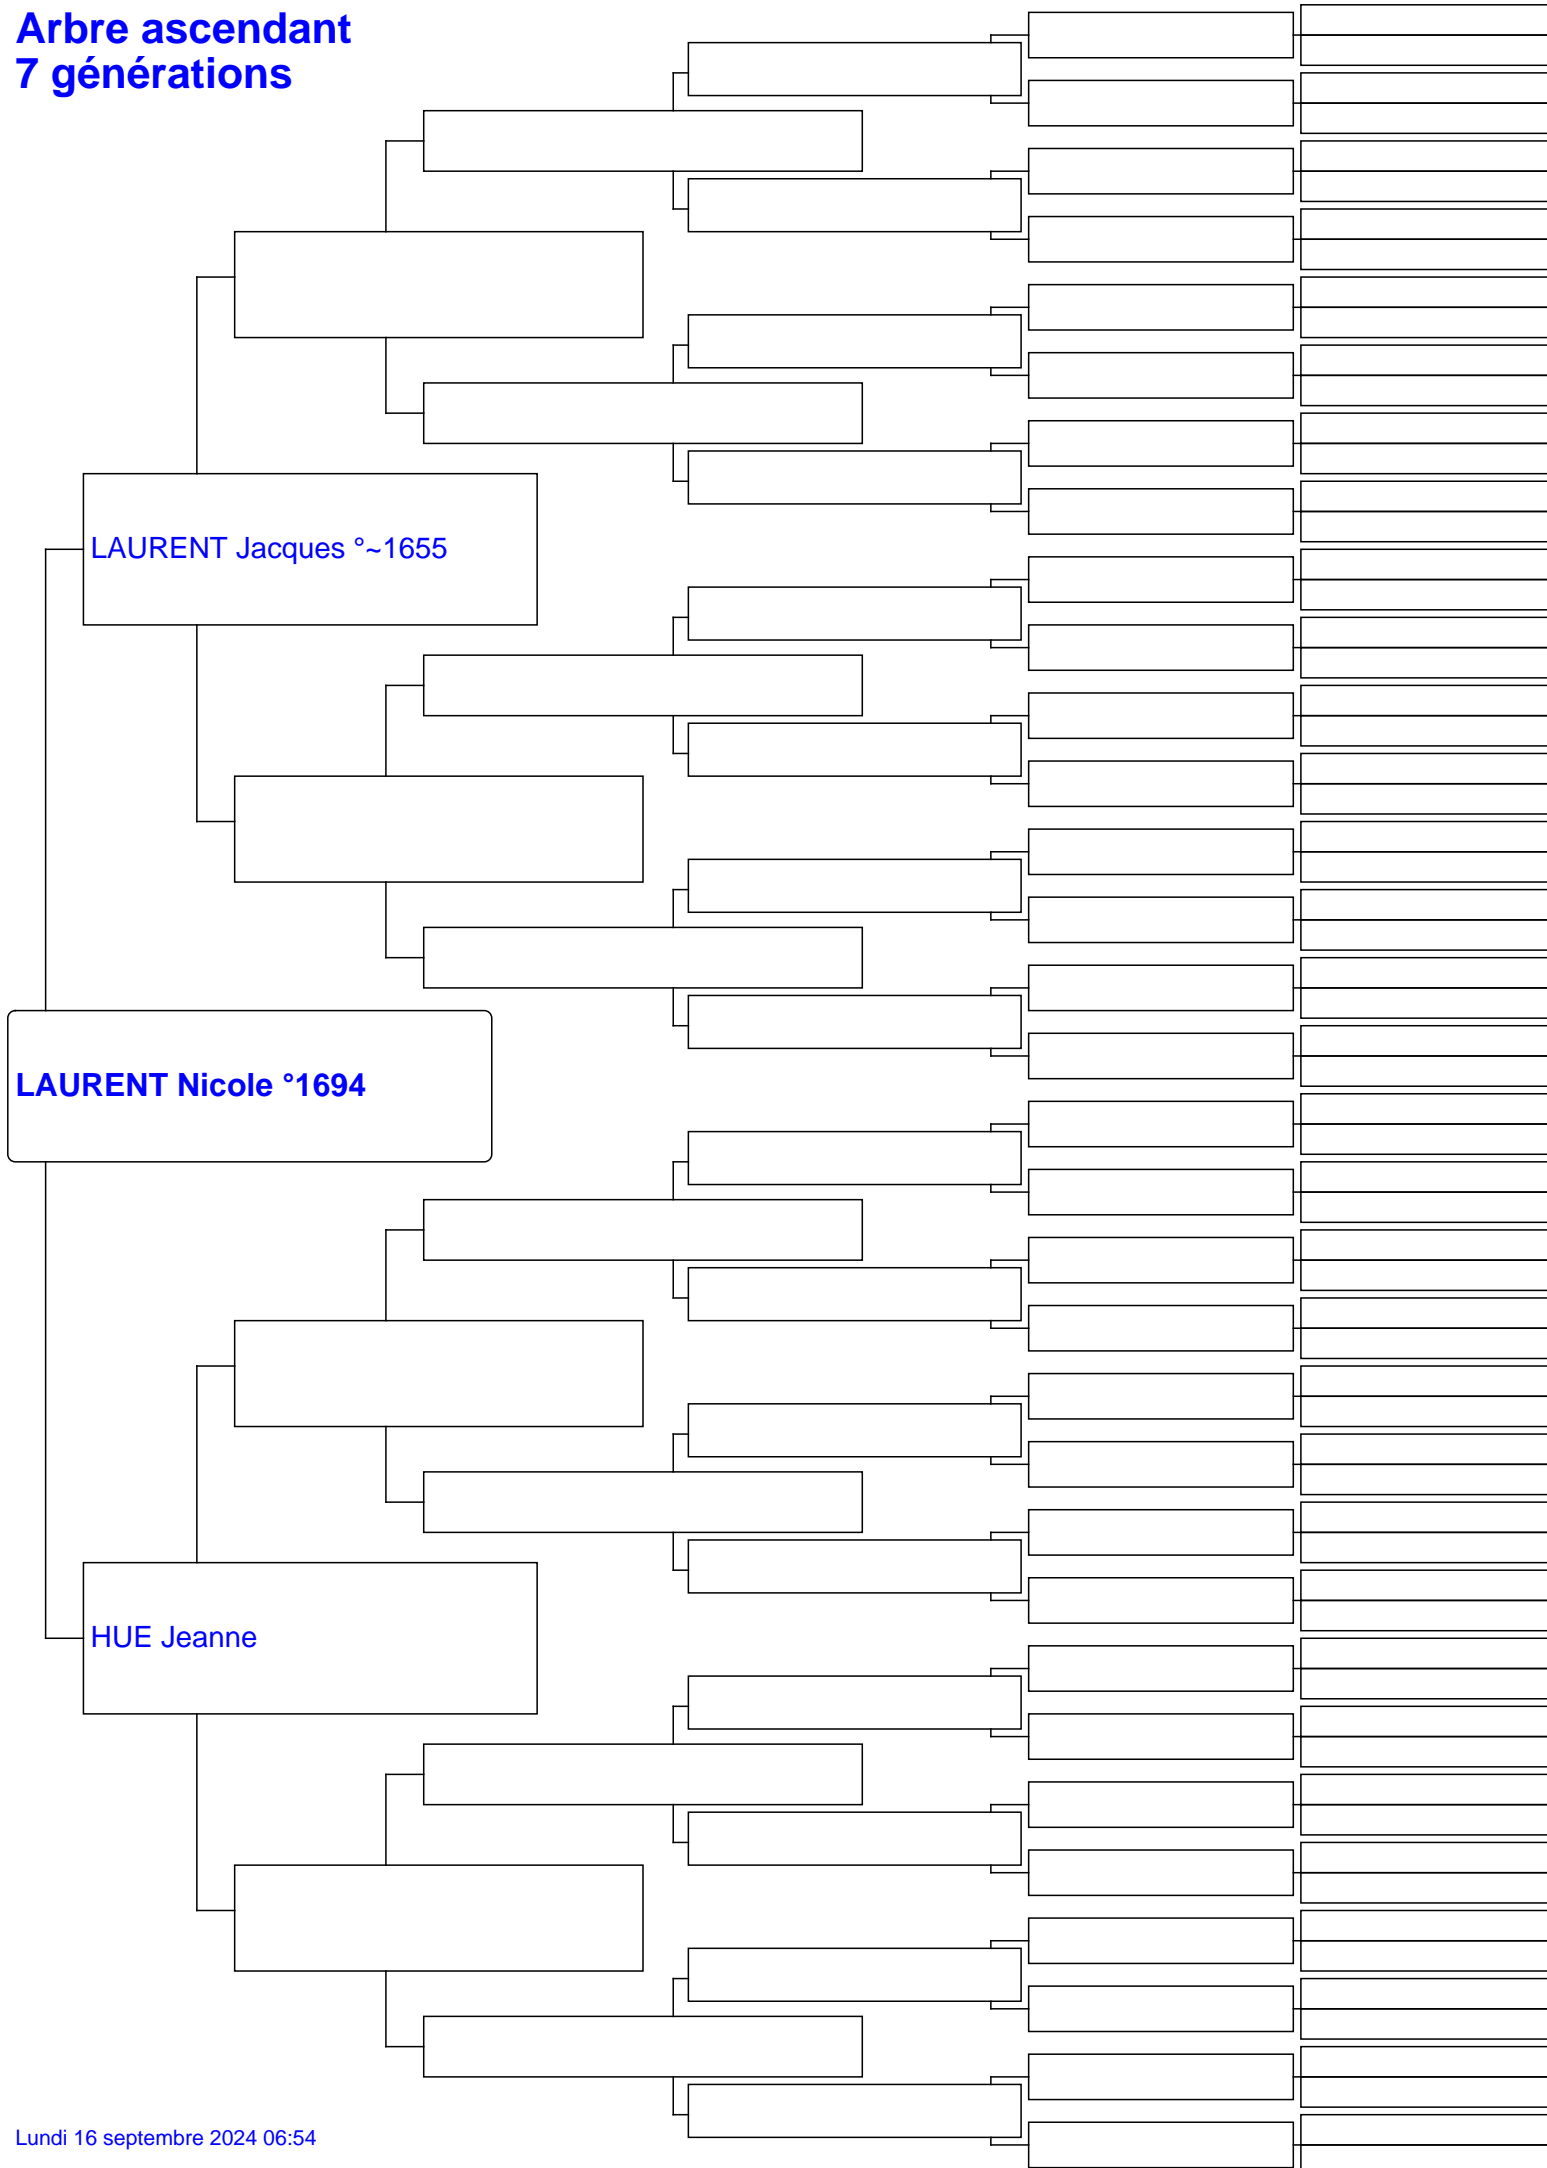 Arbre ascendant
7 générations
LAURENT Jacques °~1655
LAURENT Nicole °1694
HUE Jeanne
Lundi 16 septembre 2024 06:54